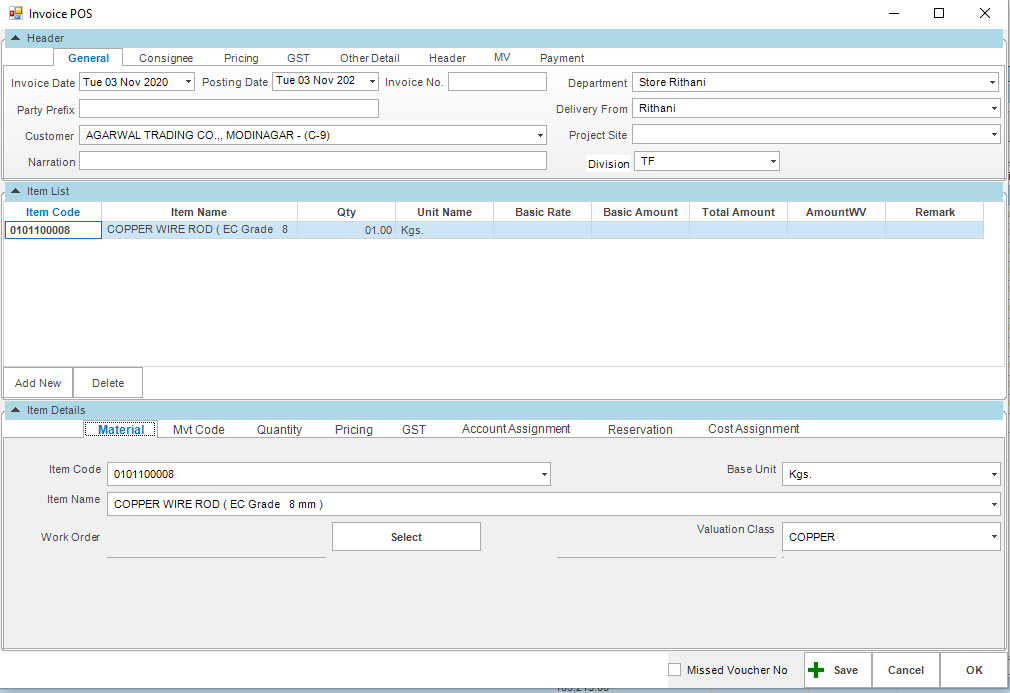 Invoice POS
Header
General Consignee Pricing GST Other Detail Header MV Payment
Invoice Date Tue 03 Nov 2020 Posting Date Tue 03 Nov 202 Invoice No. Department Store Rithani
Party Prefix Delivery From Rithani
Customer AGARWAL TRADING CO.,, MODINAGAR - (C-9) Project Site
Narration Division TF
Item List
Item Code Item Name Qty Unit Name Basic Rate Basic Amount Total Amount AmountWV Remark
0101100008 COPPER WIRE ROD ( EC Grade 8 01.00 Kgs.
Add New Delete
Item Details
Material Mvt Code Quantity Pricing GST Account Assignment Reservation Cost Assignment
Item Code 0101100008 Base Unit Kgs.
Item Name COPPER WIRE ROD ( EC Grade 8 mm )
Work Order Select Valuation Class COPPER
Missed Voucher No Save Cancel OK